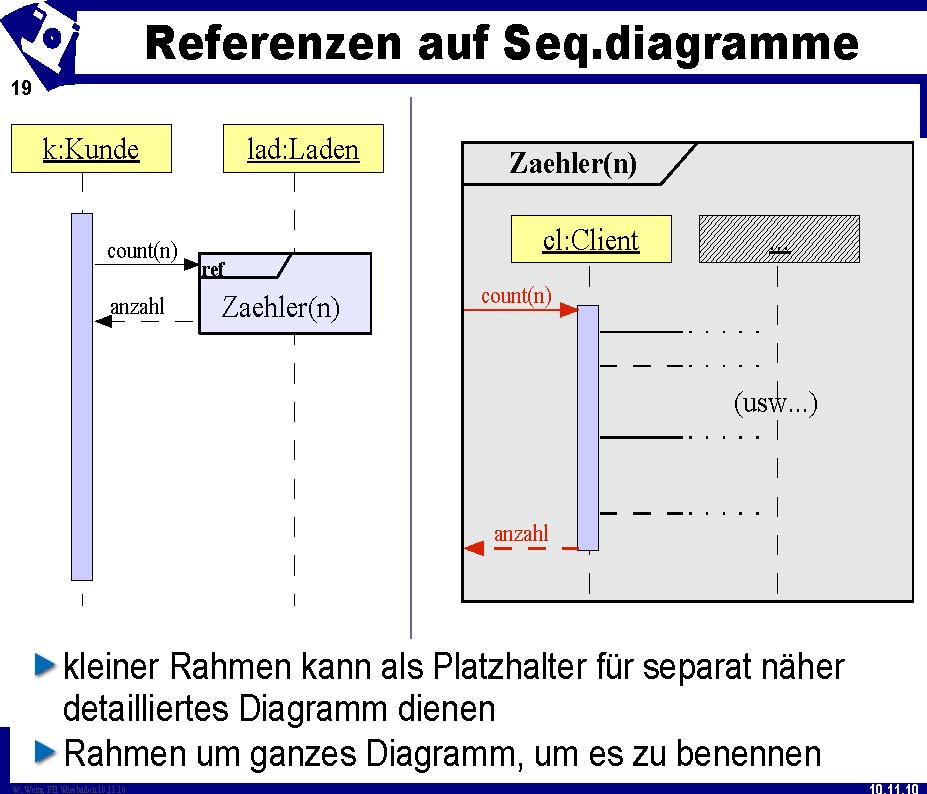 Referenzen auf Seq.diagramme
19
k:Kunde
lad:Laden
count(n)
ref
anzahl
Zaehler(n)
Zaehler(n)
cl:Client
...
count(n)
(usw...)
anzahl
kleiner Rahmen kann als Platzhalter für separat näher
detailliertes Diagramm dienen
Rahmen um ganzes Diagramm, um es zu benennen
W. Weitz, FH Wiesbaden 10.11.10
10.11.10